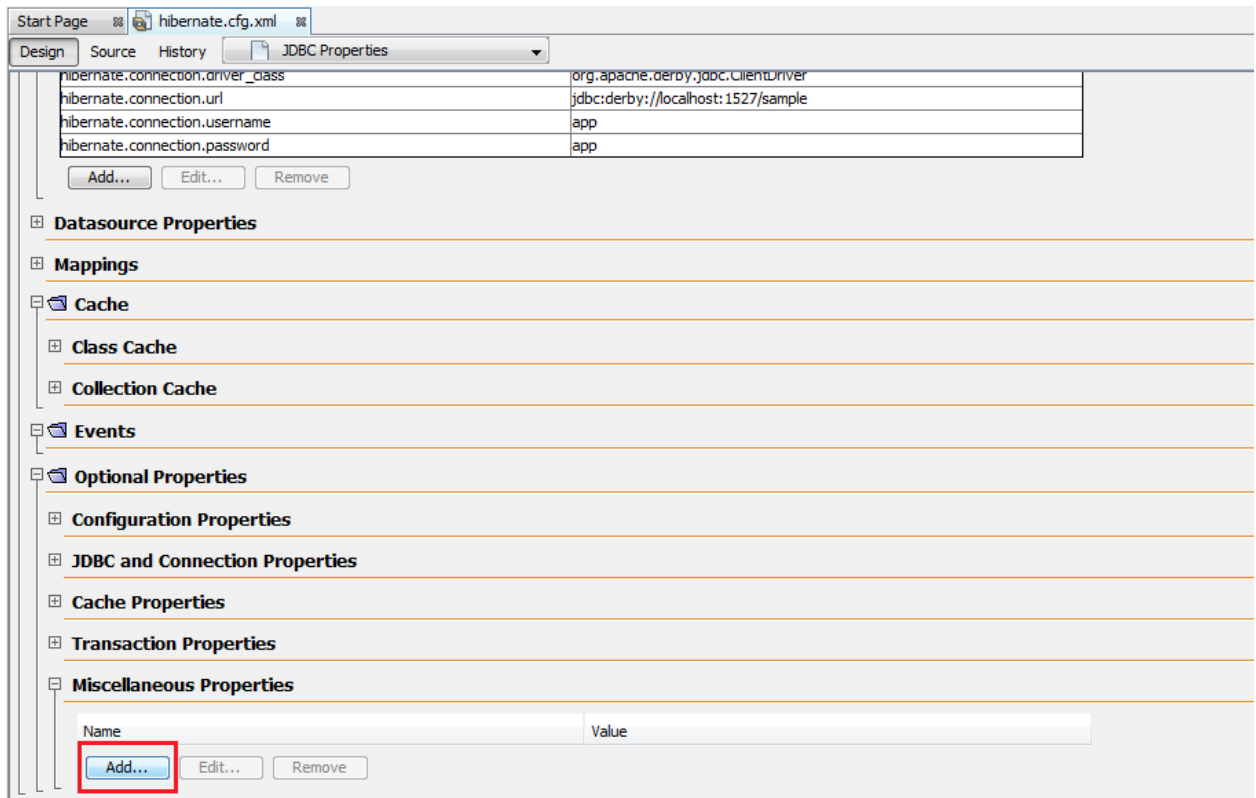 Start Page hibernate.cfg.xml
Design Source History JDBC Properties
hibernate.connection.driver_class org.apache.derby.jdbc.ClientDriver
hibernate.connection.url jdbc:derby://localhost:1527/sample
hibernate.connection.username app
hibernate.connection.password app
Add... Edit... Remove
Datasource Properties
Mappings
Cache
Class Cache
Collection Cache
Events
Optional Properties
Configuration Properties
JDBC and Connection Properties
Cache Properties
Transaction Properties
Miscellaneous Properties
Name Value
Add... Edit... Remove